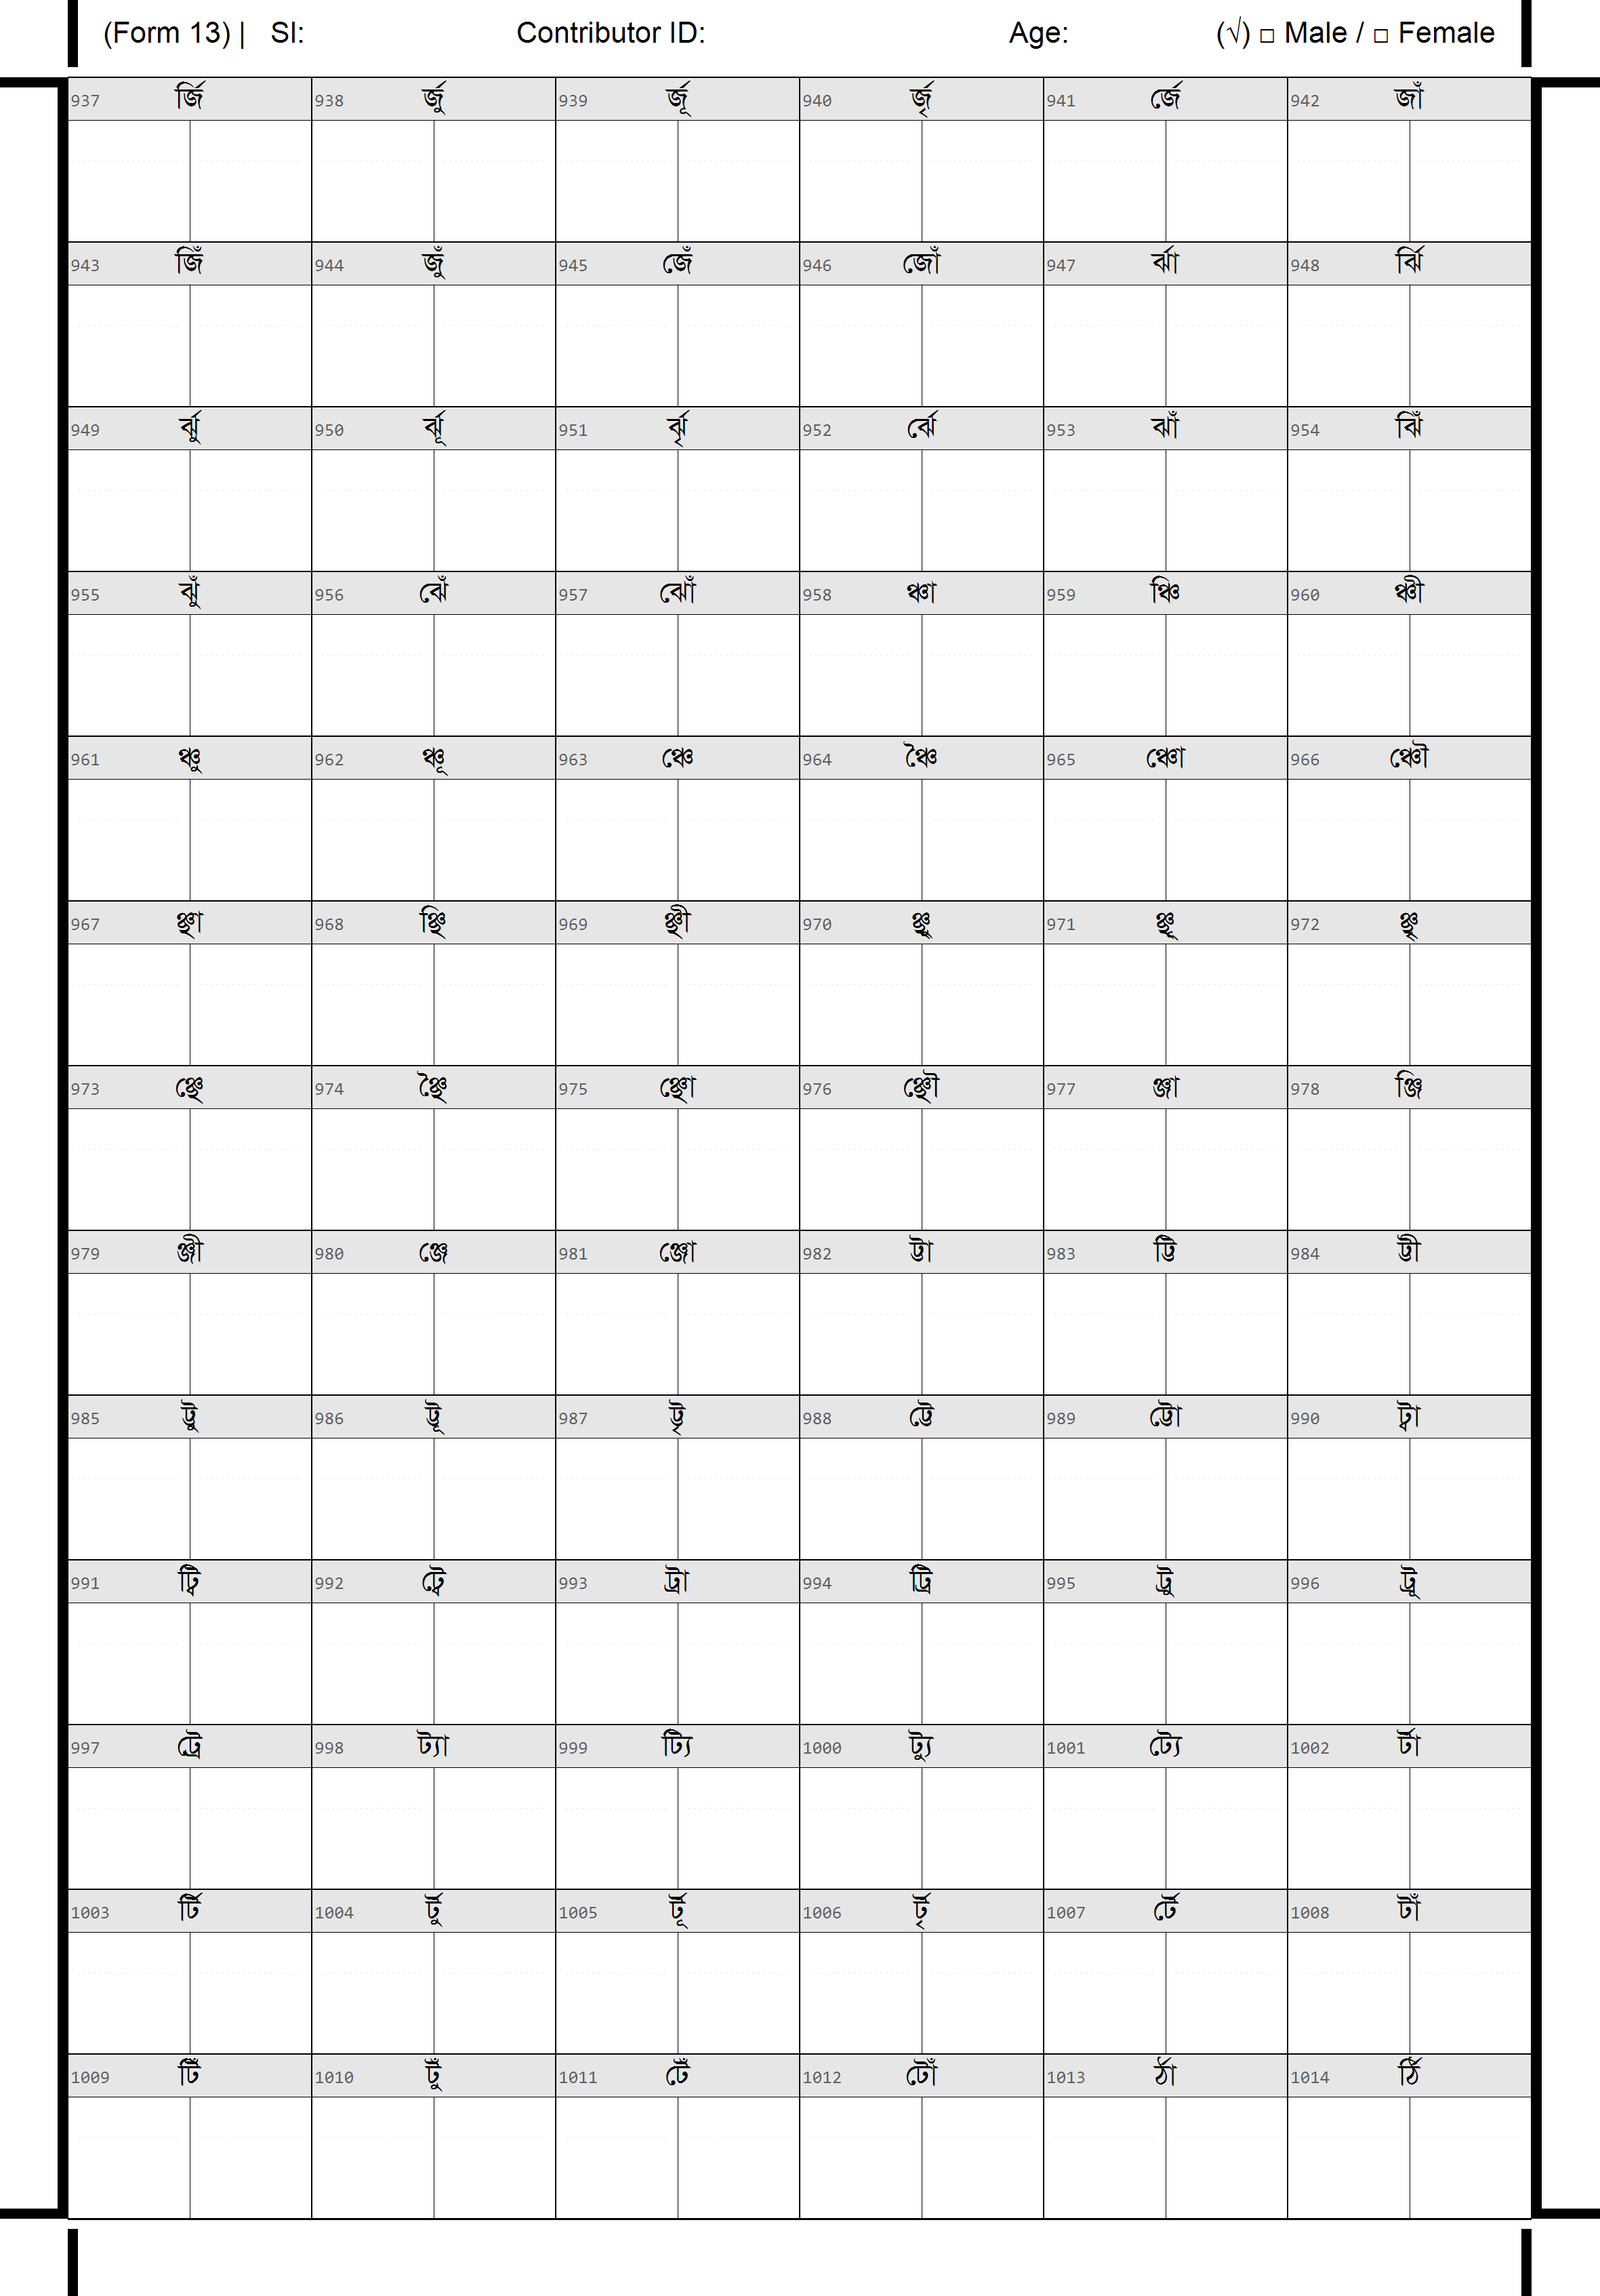 (Form 13) | Sl: Contributor ID: Age: (√) □ Male / □ Female
937 র্জি 938 র্জু 939 র্জূ 940 র্জৃ 941 র্জে 942 জাঁ
943 জিঁ 944 জুঁ 945 জেঁ 946 জোঁ 947 র্ঝা 948 র্ঝি
949 র্ঝু 950 র্ঝূ 951 র্ঝৃ 952 র্ঝে 953 ঝাঁ 954 ঝিঁ
955 ঝুঁ 956 ঝেঁ 957 ঝোঁ 958 ঞ্চা 959 ঞ্চি 960 ঞ্চী
961 ঞ্চু 962 ঞ্চূ 963 ঞ্চে 964 ঞ্চৈ 965 ঞ্চো 966 ঞ্চৌ
967 ঞ্ছা 968 ঞ্ছি 969 ঞ্ছী 970 ঞ্ছু 971 ঞ্ছূ 972 ঞ্ছৃ
973 ঞ্ছে 974 ঞ্ছৈ 975 ঞ্ছো 976 ঞ্ছৌ 977 ঞ্জা 978 ঞ্জি
979 ঞ্জী 980 ঞ্জে 981 ঞ্জো 982 ট্টা 983 ট্টি 984 ট্টী
985 ট্টু 986 ট্টূ 987 ট্টৃ 988 ট্টে 989 ট্টো 990 ট্বা
991 ট্বি 992 ট্বে 993 ট্রা 994 ট্রি 995 ট্রু 996 ট্রূ
997 ট্রে 998 ট্যা 999 ট্যি 1000 ট্যু 1001 ট্যে 1002 র্টা
1003 র্টি 1004 র্টু 1005 র্টূ 1006 র্টৃ 1007 র্টে 1008 টাঁ
1009 টিঁ 1010 টুঁ 1011 টেঁ 1012 টোঁ 1013 র্ঠা 1014 র্ঠি